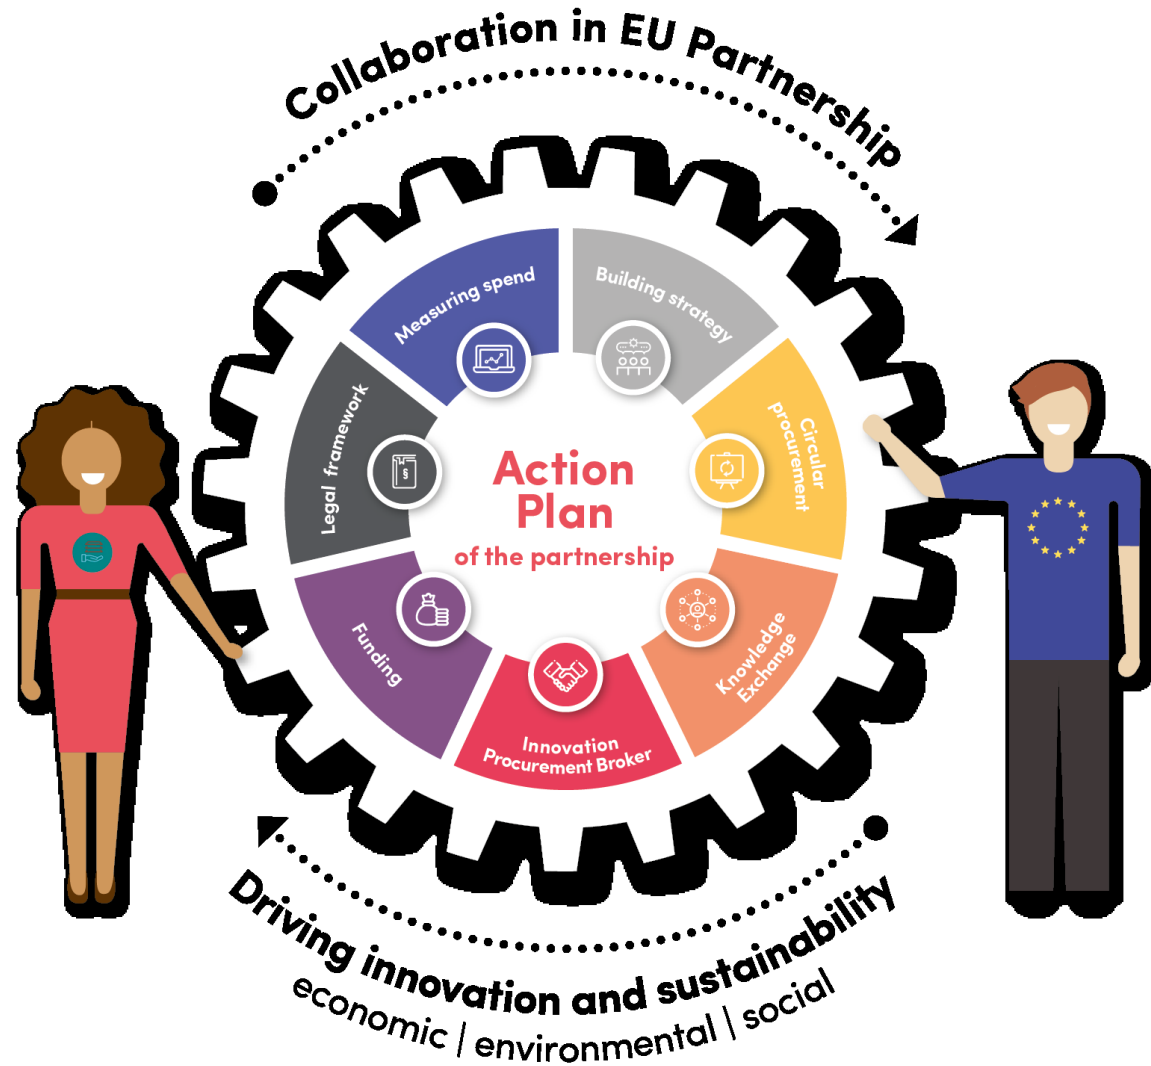 Collaboration in EU Partnership
Measuring spend
Building strategy
Circular
procurement
Knowledge
Exchange
Innovation
Procurement Broker
Funding
Legal framework
§
Action
Plan
of the partnership
Driving innovation and sustainability
economic | environmental | social